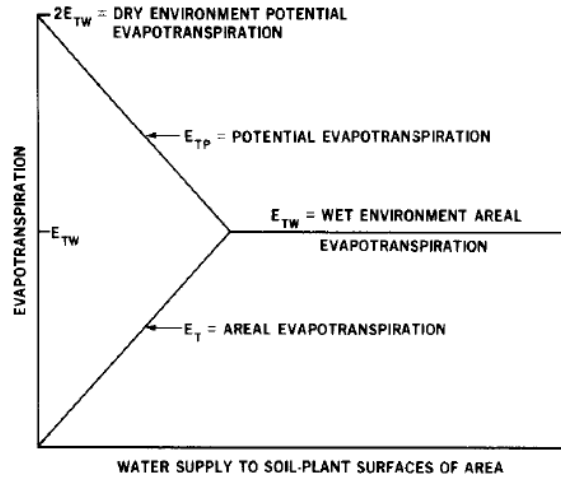 2E_TW = DRY ENVIRONMENT POTENTIAL
EVAPOTRANSPIRATION
E_TP = POTENTIAL EVAPOTRANSPIRATION
E_TW = WET ENVIRONMENT AREAL
EVAPOTRANSPIRATION
E_TW
EVAPOTRANSPIRATION
E_T = AREAL EVAPOTRANSPIRATION
WATER SUPPLY TO SOIL-PLANT SURFACES OF AREA